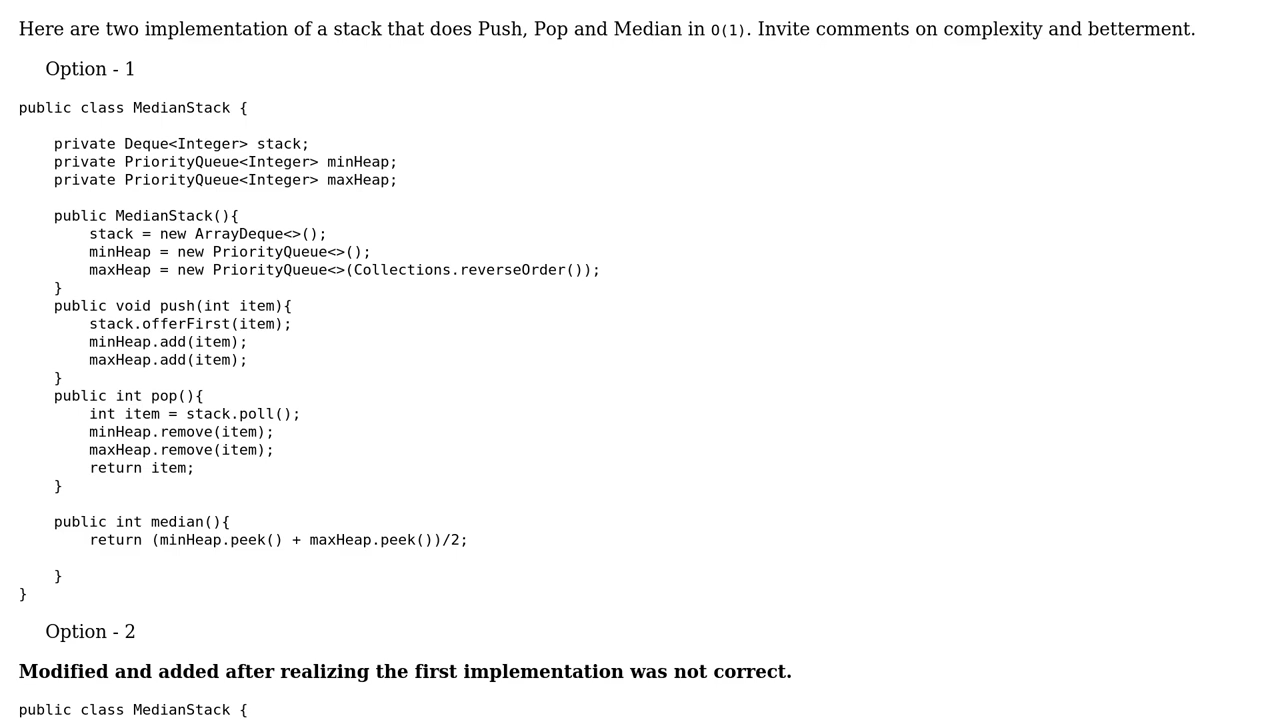 Here are two implementation of a stack that does Push, Pop and Median in O(1). Invite comments on complexity and betterment.
Option - 1
public class MedianStack {
    private Deque<Integer> stack;
    private PriorityQueue<Integer> minHeap;
    private PriorityQueue<Integer> maxHeap;
    public MedianStack(){
        stack = new ArrayDeque<>();
        minHeap = new PriorityQueue<>();
        maxHeap = new PriorityQueue<>(Collections.reverseOrder());
    }
    public void push(int item){
        stack.offerFirst(item);
        minHeap.add(item);
        maxHeap.add(item);
    }
    public int pop(){
        int item = stack.poll();
        minHeap.remove(item);
        maxHeap.remove(item);
        return item;
    }
    public int median(){
        return (minHeap.peek() + maxHeap.peek())/2;
    }
}
Option - 2
Modified and added after realizing the first implementation was not correct.
public class MedianStack {